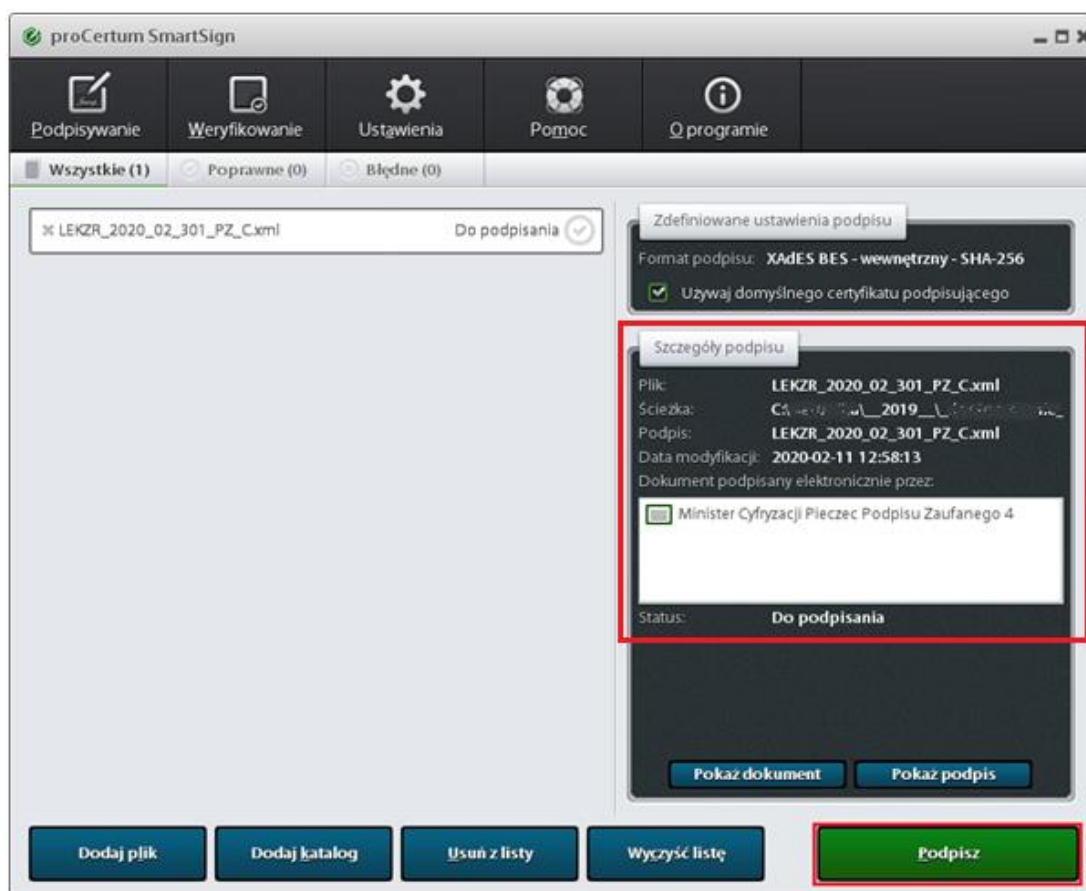 proCertum SmartSign
Podpisywanie Weryfikowanie Ustawienia Pomoc O programie
Wszystkie (1) Poprawne (0) Błędne (0)
LEKZR_2020_02_301_PZ_C.xml Do podpisania
Zdefiniowane ustawienia podpisu
Format podpisu: XAdES BES - wewnętrzny - SHA-256
Używaj domyślnego certyfikatu podpisującego
Szczegóły podpisu
Plik: LEKZR_2020_02_301_PZ_C.xml
Ścieżka: C:\ \__2019__\_
Podpis: LEKZR_2020_02_301_PZ_C.xml
Data modyfikacji: 2020-02-11 12:58:13
Dokument podpisany elektronicznie przez:
Minister Cyfryzacji Pieczec Podpisu Zaufanego 4
Status: Do podpisania
Pokaż dokument Pokaż podpis
Dodaj plik Dodaj katalog Usuń z listy Wyczyść listę Podpisz